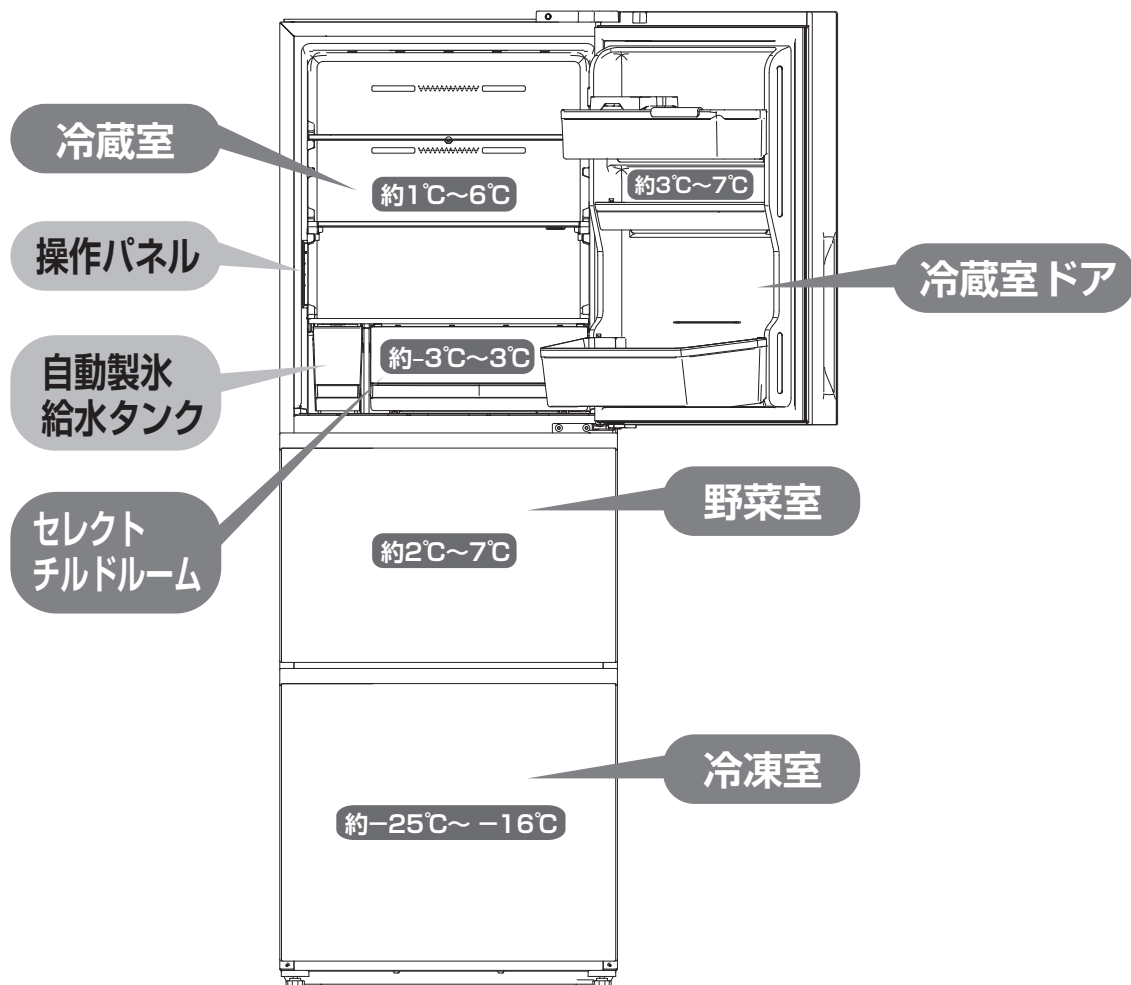 冷蔵室
約1℃～6℃
約3℃～7℃
操作パネル
冷蔵室ドア
自動製氷
給水タンク
約-3℃～3℃
セレクト
チルドルーム
野菜室
約2℃～7℃
冷凍室
約－25℃～ －16℃